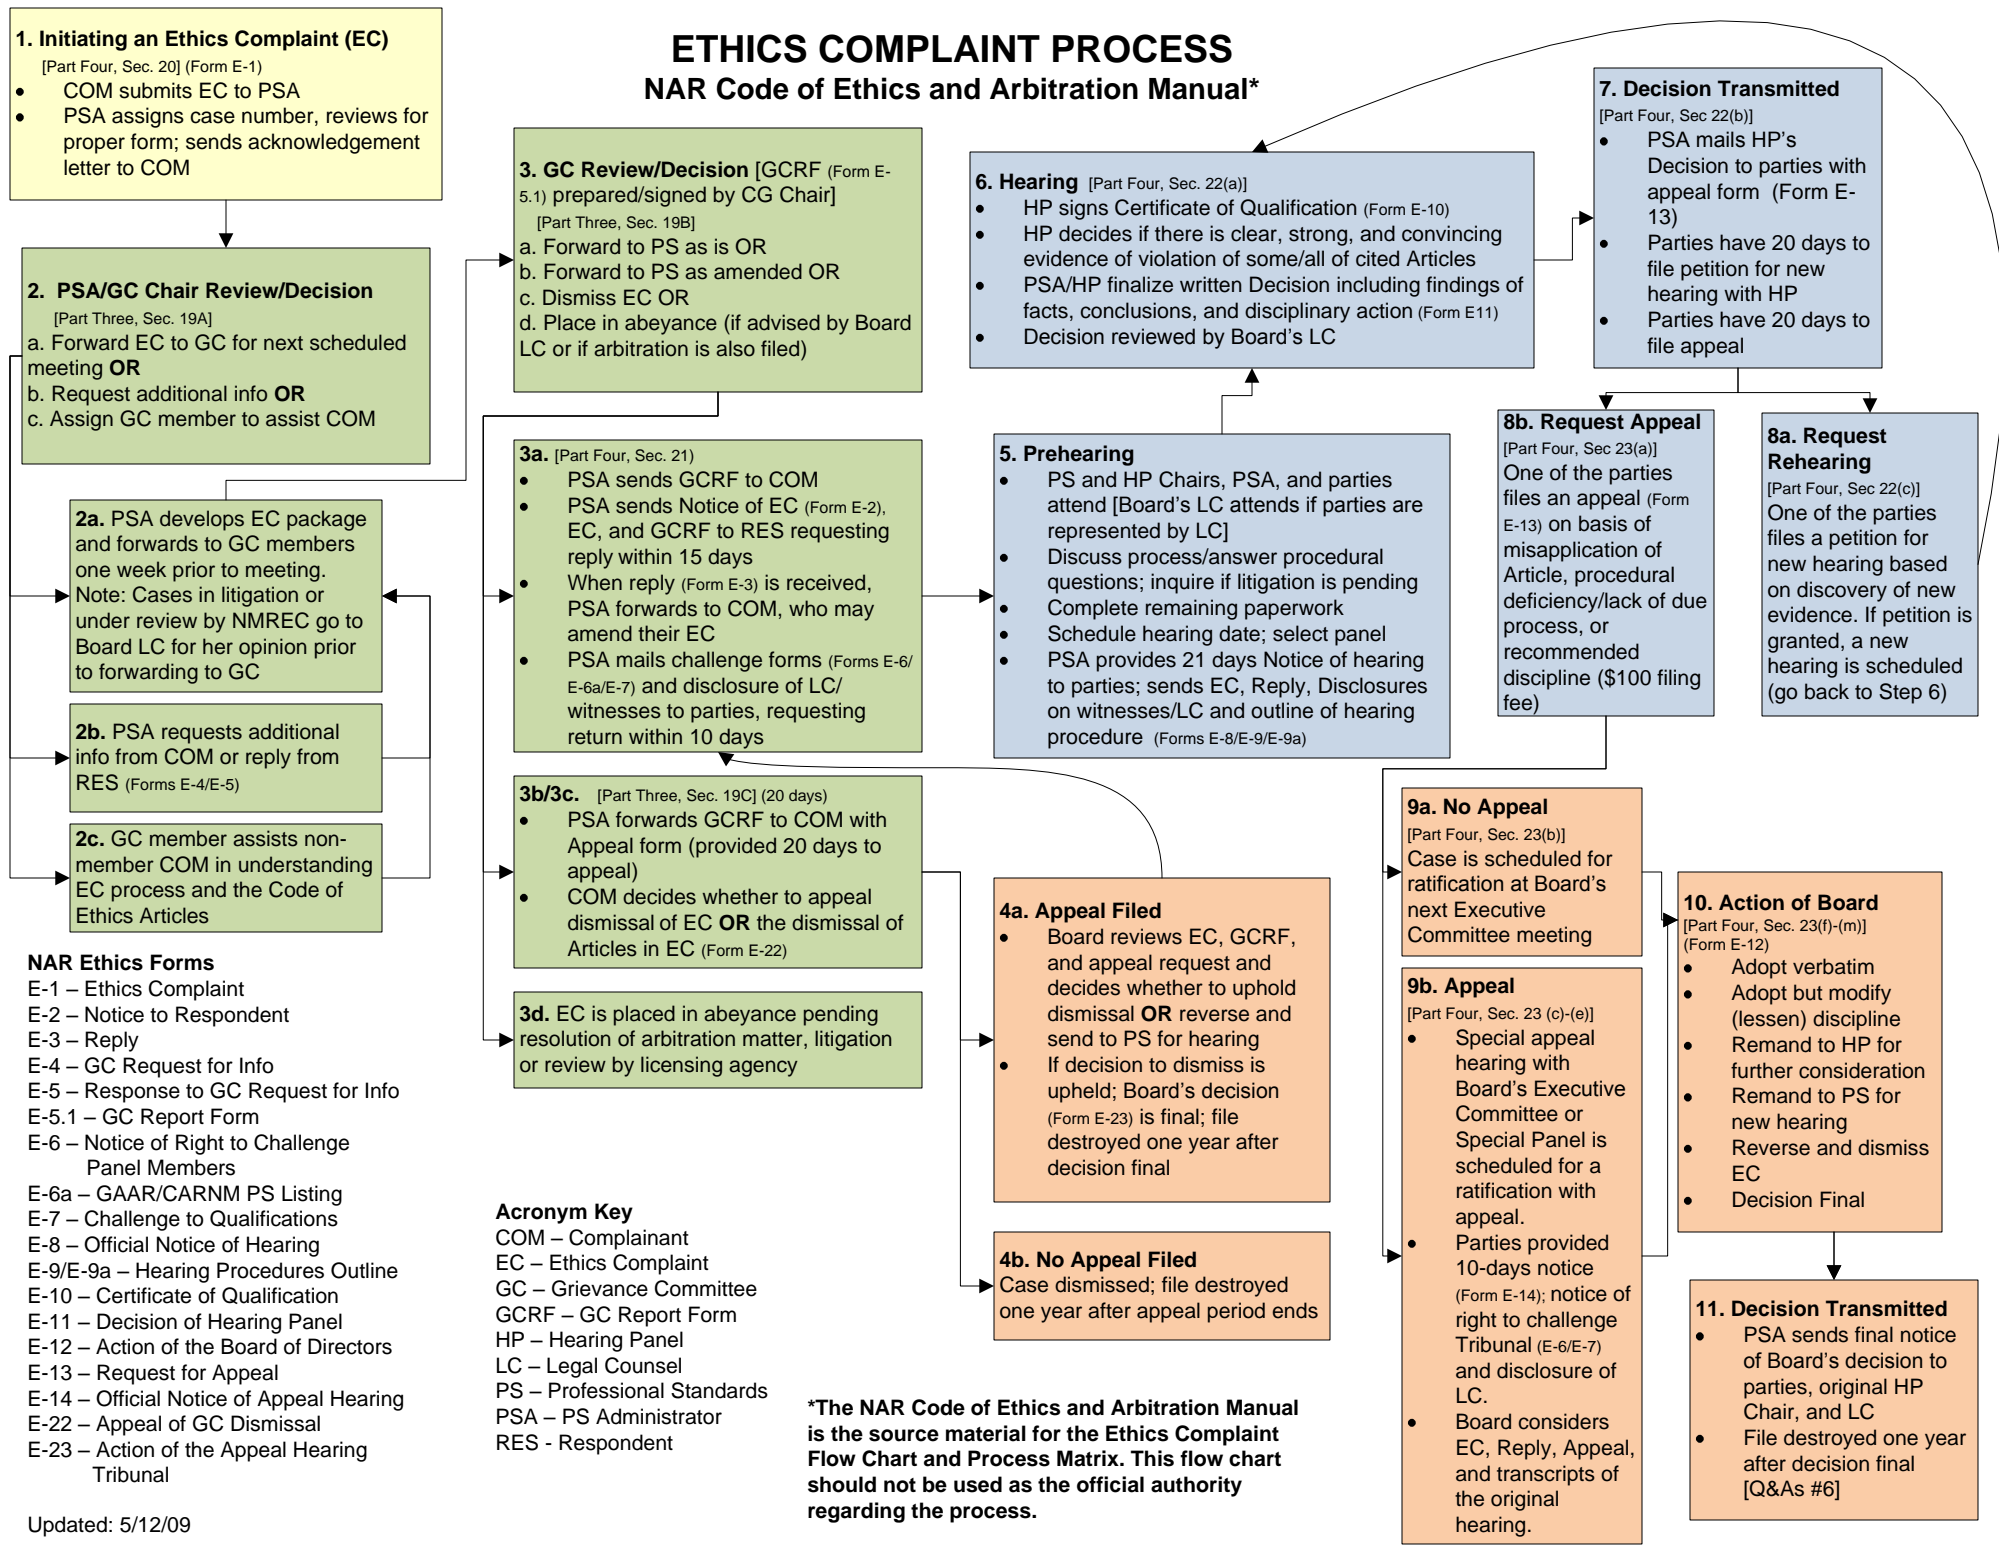 ETHICS COMPLAINT PROCESS
NAR Code of Ethics and Arbitration Manual*
1. Initiating an Ethics Complaint (EC)
[Part Four, Sec. 20] (Form E-1)
• COM submits EC to PSA
• PSA assigns case number, reviews for
proper form; sends acknowledgement
letter to COM
2. PSA/GC Chair Review/Decision
[Part Three, Sec. 19A]
a. Forward EC to GC for next scheduled
meeting OR
b. Request additional info OR
c. Assign GC member to assist COM
2a. PSA develops EC package
and forwards to GC members
one week prior to meeting.
Note: Cases in litigation or
under review by NMREC go to
Board LC for her opinion prior
to forwarding to GC
2b. PSA requests additional
info from COM or reply from
RES (Forms E-4/E-5)
2c. GC member assists non-
member COM in understanding
EC process and the Code of
Ethics Articles
3. GC Review/Decision [GCRF (Form E-
5.1) prepared/signed by CG Chair]
[Part Three, Sec. 19B]
a. Forward to PS as is OR
b. Forward to PS as amended OR
c. Dismiss EC OR
d. Place in abeyance (if advised by Board
LC or if arbitration is also filed)
3a. [Part Four, Sec. 21)
• PSA sends GCRF to COM
• PSA sends Notice of EC (Form E-2),
EC, and GCRF to RES requesting
reply within 15 days
• When reply (Form E-3) is received,
PSA forwards to COM, who may
amend their EC
• PSA mails challenge forms (Forms E-6/
E-6a/E-7) and disclosure of LC/
witnesses to parties, requesting
return within 10 days
3b/3c. [Part Three, Sec. 19C] (20 days)
• PSA forwards GCRF to COM with
Appeal form (provided 20 days to
appeal)
• COM decides whether to appeal
dismissal of EC OR the dismissal of
Articles in EC (Form E-22)
3d. EC is placed in abeyance pending
resolution of arbitration matter, litigation
or review by licensing agency
4a. Appeal Filed
• Board reviews EC, GCRF,
and appeal request and
decides whether to uphold
dismissal OR reverse and
send to PS for hearing
• If decision to dismiss is
upheld; Board's decision
(Form E-23) is final; file
destroyed one year after
decision final
4b. No Appeal Filed
Case dismissed; file destroyed
one year after appeal period ends
5. Prehearing
• PS and HP Chairs, PSA, and parties
attend [Board's LC attends if parties are
represented by LC]
• Discuss process/answer procedural
questions; inquire if litigation is pending
• Complete remaining paperwork
• Schedule hearing date; select panel
• PSA provides 21 days Notice of hearing
to parties; sends EC, Reply, Disclosures
on witnesses/LC and outline of hearing
procedure (Forms E-8/E-9/E-9a)
6. Hearing [Part Four, Sec. 22(a)]
• HP signs Certificate of Qualification (Form E-10)
• HP decides if there is clear, strong, and convincing
evidence of violation of some/all of cited Articles
• PSA/HP finalize written Decision including findings of
facts, conclusions, and disciplinary action (Form E11)
• Decision reviewed by Board's LC
7. Decision Transmitted
[Part Four, Sec 22(b)]
• PSA mails HP's
Decision to parties with
appeal form (Form E-
13)
• Parties have 20 days to
file petition for new
hearing with HP
• Parties have 20 days to
file appeal
8b. Request Appeal
[Part Four, Sec 23(a)]
One of the parties
files an appeal (Form
E-13) on basis of
misapplication of
Article, procedural
deficiency/lack of due
process, or
recommended
discipline ($100 filing
fee)
8a. Request
Rehearing
[Part Four, Sec 22(c)]
One of the parties
files a petition for
new hearing based
on discovery of new
evidence. If petition is
granted, a new
hearing is scheduled
(go back to Step 6)
9a. No Appeal
[Part Four, Sec. 23(b)]
Case is scheduled for
ratification at Board's
next Executive
Committee meeting
9b. Appeal
[Part Four, Sec. 23 (c)-(e)]
• Special appeal
hearing with
Board's Executive
Committee or
Special Panel is
scheduled for a
ratification with
appeal.
• Parties provided
10-days notice
(Form E-14); notice of
right to challenge
Tribunal (E-6/E-7)
and disclosure of
LC.
• Board considers
EC, Reply, Appeal,
and transcripts of
the original
hearing.
10. Action of Board
[Part Four, Sec. 23(f)-(m)]
(Form E-12)
• Adopt verbatim
• Adopt but modify
(lessen) discipline
• Remand to HP for
further consideration
• Remand to PS for
new hearing
• Reverse and dismiss
EC
• Decision Final
11. Decision Transmitted
• PSA sends final notice
of Board's decision to
parties, original HP
Chair, and LC
• File destroyed one year
after decision final
[Q&As #6]
NAR Ethics Forms
E-1 – Ethics Complaint
E-2 – Notice to Respondent
E-3 – Reply
E-4 – GC Request for Info
E-5 – Response to GC Request for Info
E-5.1 – GC Report Form
E-6 – Notice of Right to Challenge
Panel Members
E-6a – GAAR/CARNM PS Listing
E-7 – Challenge to Qualifications
E-8 – Official Notice of Hearing
E-9/E-9a – Hearing Procedures Outline
E-10 – Certificate of Qualification
E-11 – Decision of Hearing Panel
E-12 – Action of the Board of Directors
E-13 – Request for Appeal
E-14 – Official Notice of Appeal Hearing
E-22 – Appeal of GC Dismissal
E-23 – Action of the Appeal Hearing
Tribunal
Updated: 5/12/09
Acronym Key
COM – Complainant
EC – Ethics Complaint
GC – Grievance Committee
GCRF – GC Report Form
HP – Hearing Panel
LC – Legal Counsel
PS – Professional Standards
PSA – PS Administrator
RES - Respondent
*The NAR Code of Ethics and Arbitration Manual
is the source material for the Ethics Complaint
Flow Chart and Process Matrix. This flow chart
should not be used as the official authority
regarding the process.